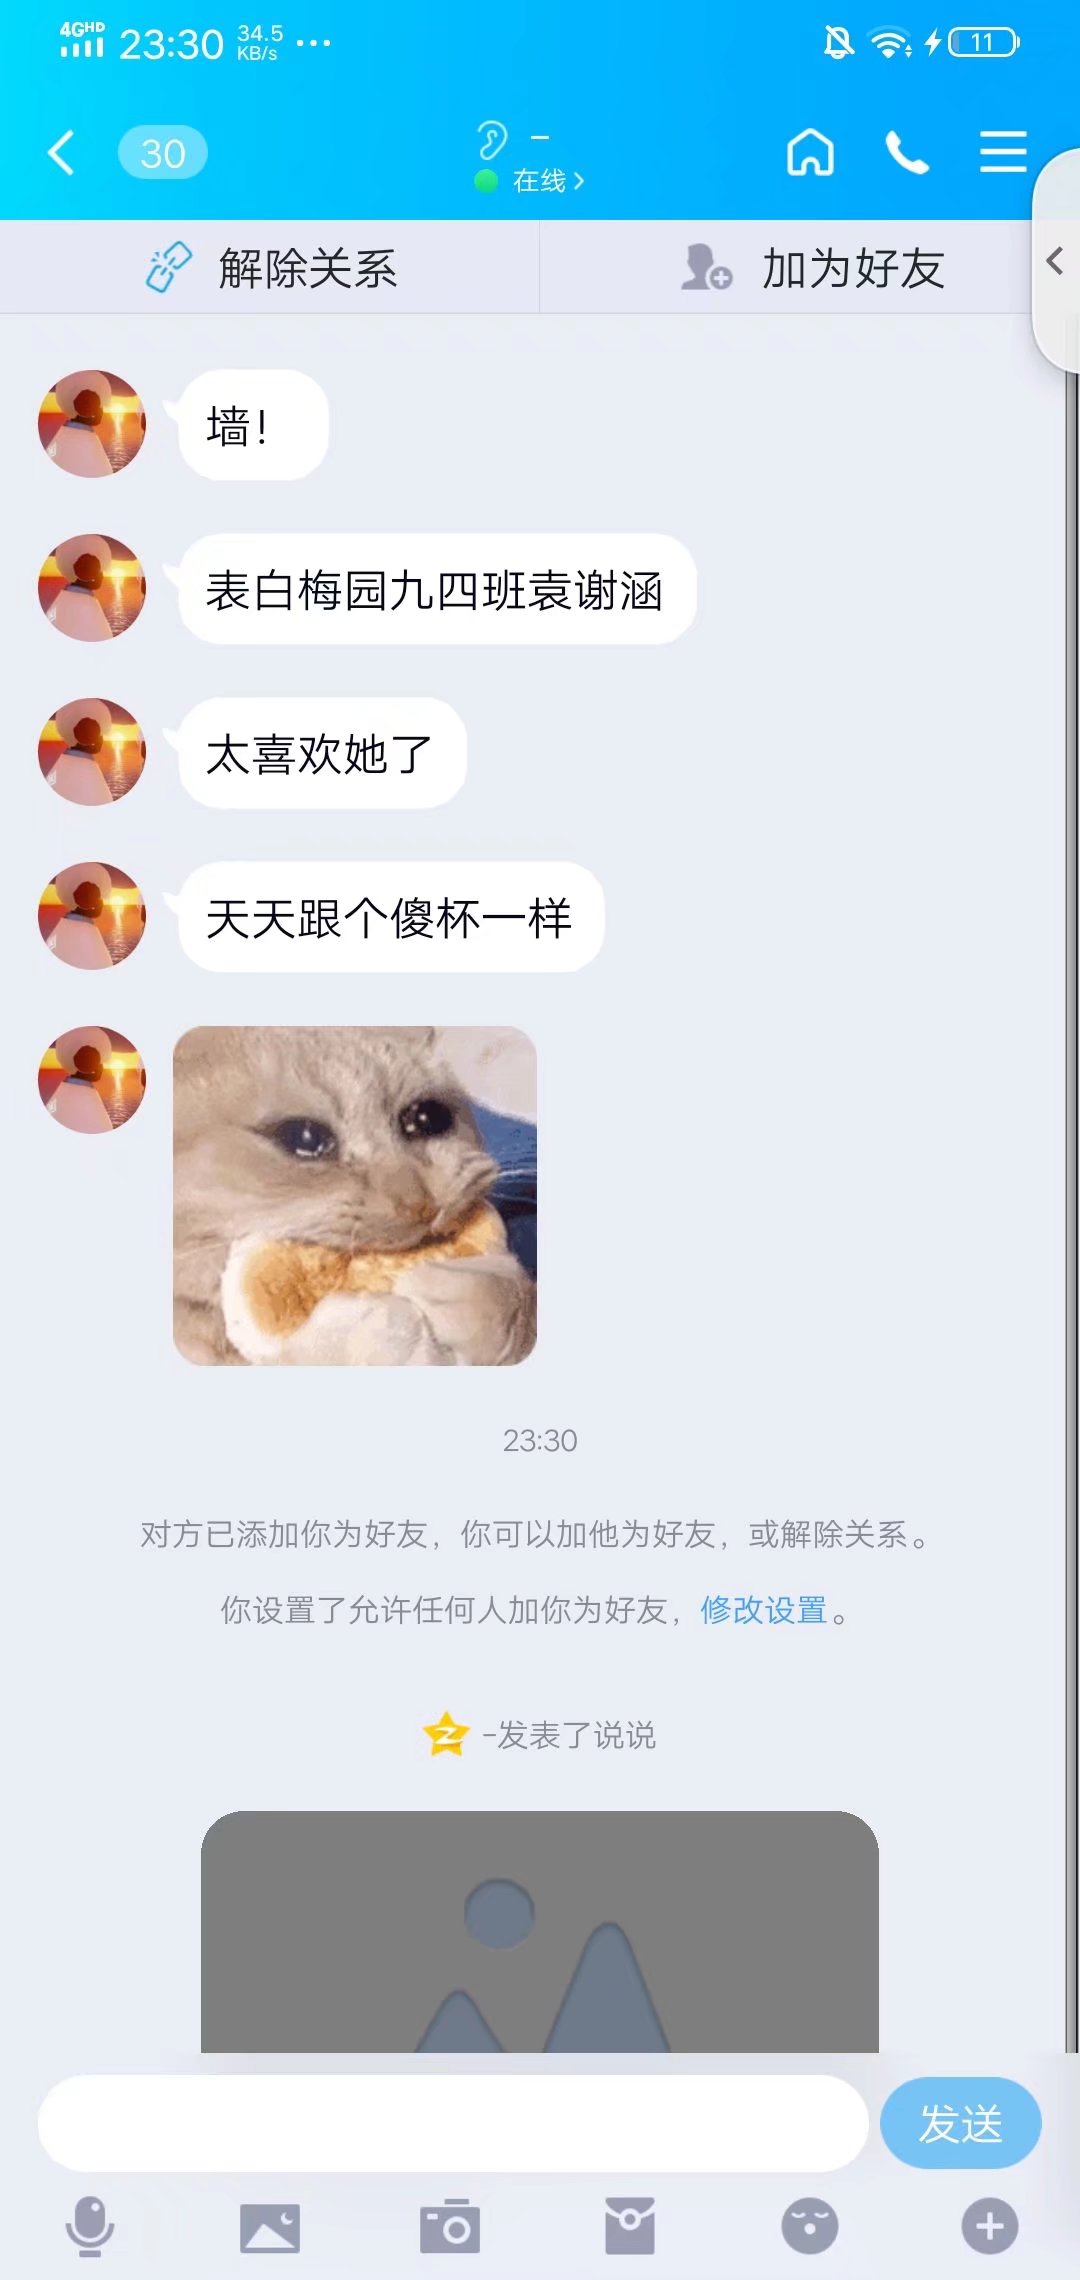 4GHD 23:30 34.5 KB/s ... 11
30
–
在线
解除关系
加为好友
墙！
表白梅园九四班袁谢涵
太喜欢她了
天天跟个傻杯一样
23:30
对方已添加你为好友，你可以加他为好友，或解除关系。
你设置了允许任何人加你为好友，修改设置。
–发表了说说
发送